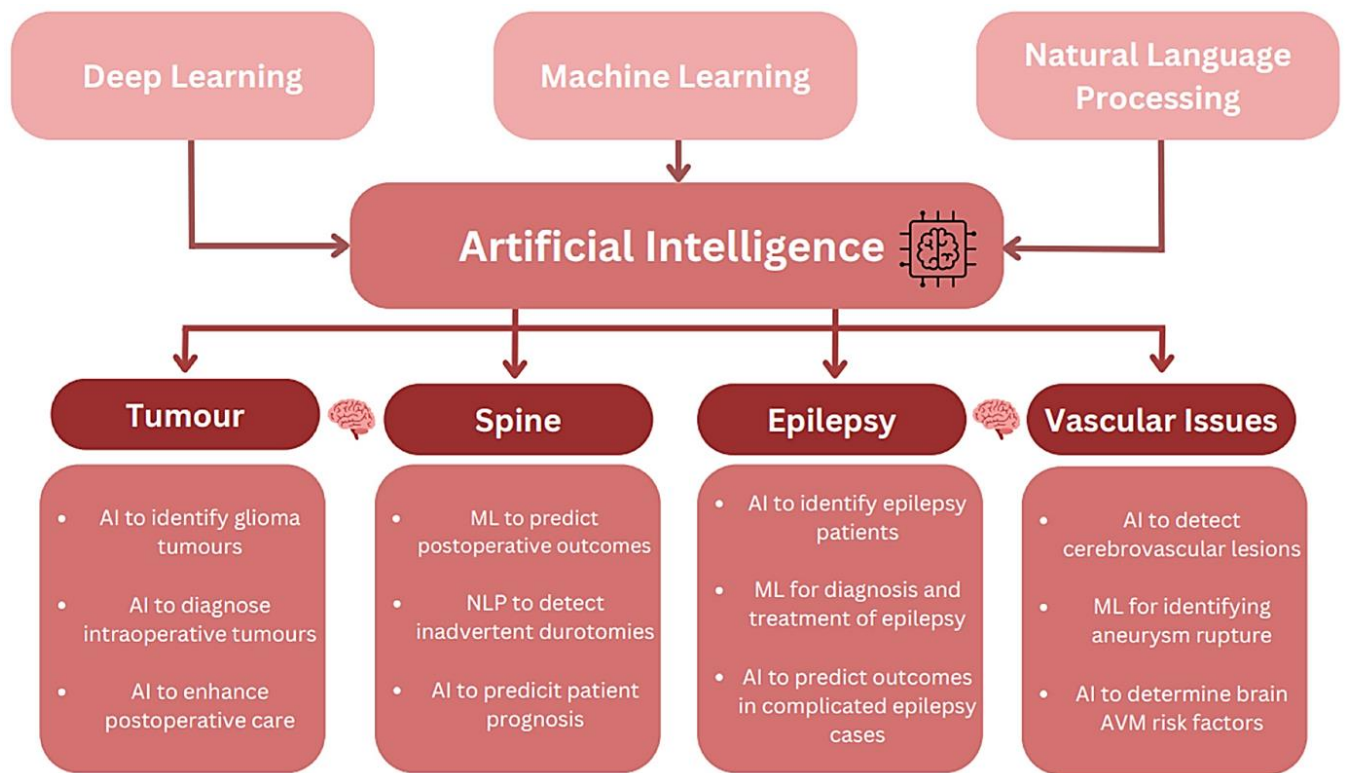 Deep Learning
Machine Learning
Natural Language
Processing
Artificial Intelligence
Tumour
Spine
Epilepsy
Vascular Issues
• AI to identify glioma
tumours
• AI to diagnose
intraoperative tumours
• AI to enhance
postoperative care
• ML to predict
postoperative outcomes
• NLP to detect
inadvertent durotomies
• AI to predicit patient
prognosis
• AI to identify epilepsy
patients
• ML for diagnosis and
treatment of epilepsy
• AI to predict outcomes
in complicated epilepsy
cases
• AI to detect
cerebrovascular lesions
• ML for identifying
aneurysm rupture
• AI to determine brain
AVM risk factors